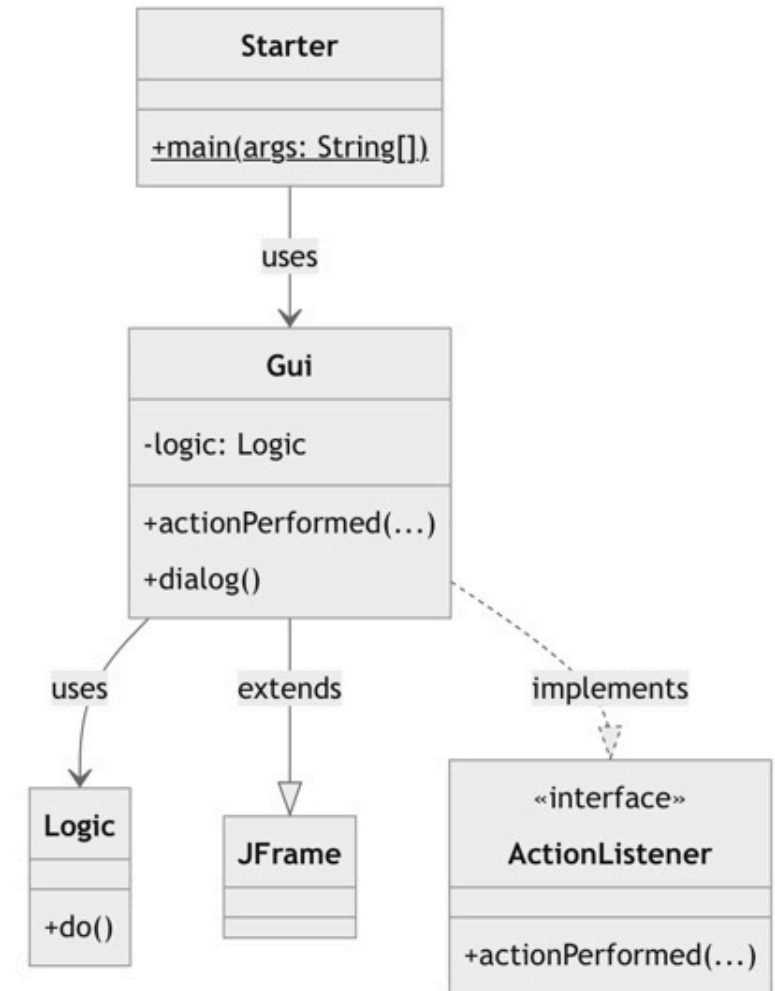 Starter
+main(args: String[])
uses
Gui
-logic: Logic
+actionPerformed(...)
+dialog()
uses
extends
implements
Logic
+do()
JFrame
«interface»
ActionListener
+actionPerformed(...)